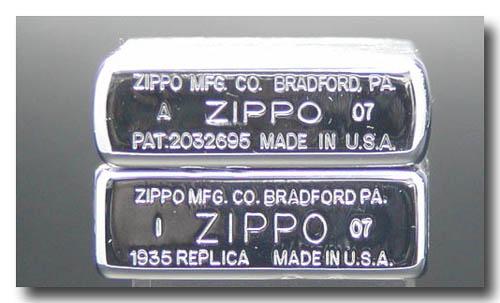 ZIPPO MFG. CO. BRADFORD, PA.
A ZIPPO 07
PAT.2032695 MADE IN U.S.A.
ZIPPO MFG. CO. BRADFORD PA.
I ZIPPO 07
1935 REPLICA MADE IN U.S.A.